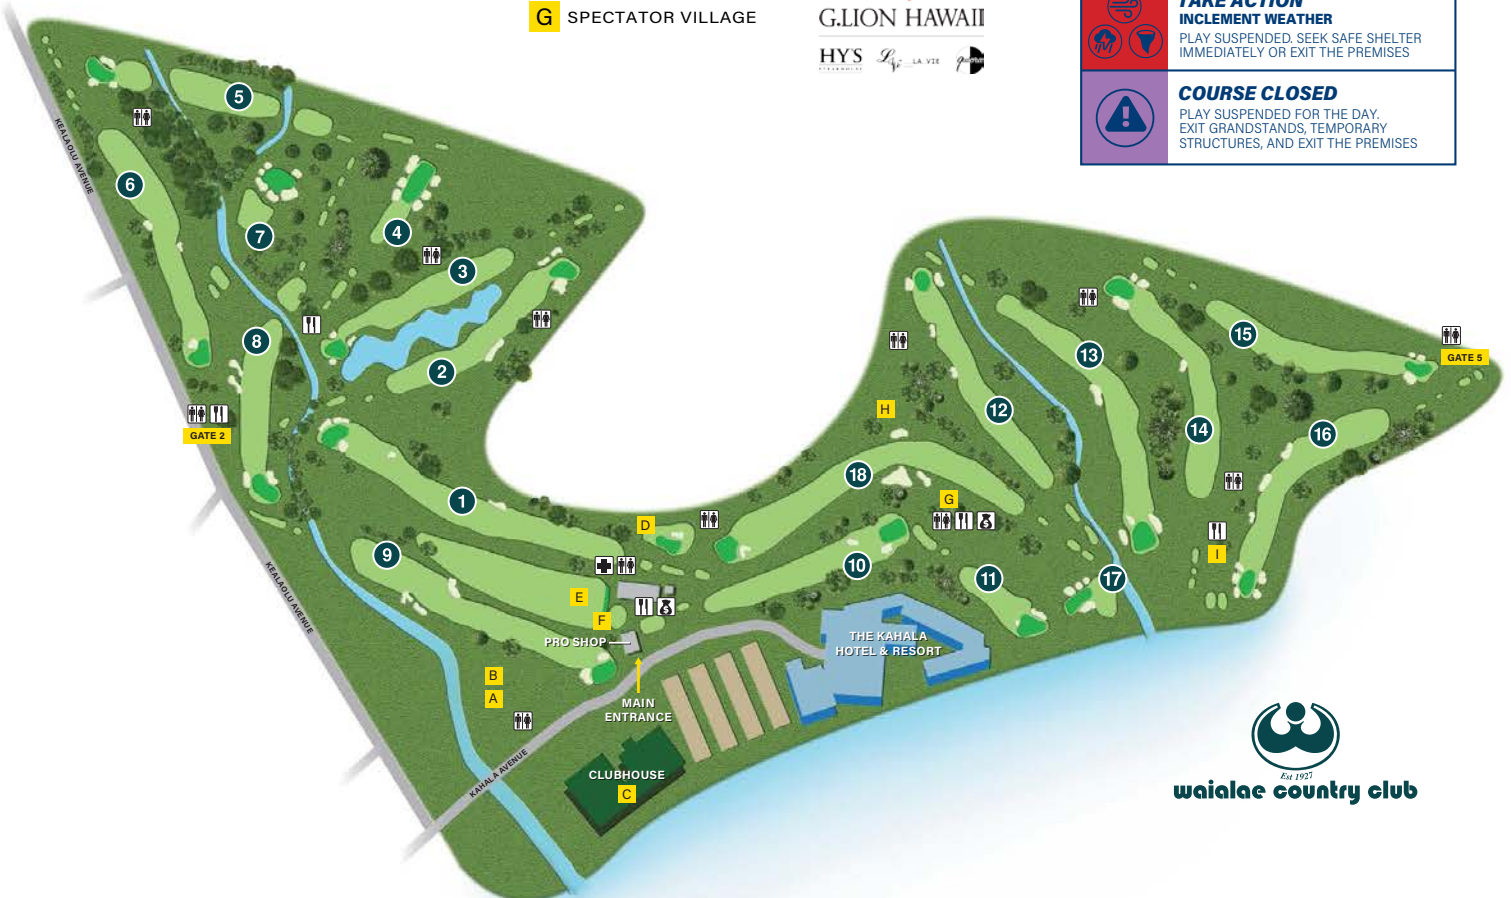 G SPECTATOR VILLAGE
G.LION HAWAII
HY'S
STEAKHOUSE
LA VIE
TAKE ACTION
INCLEMENT WEATHER
PLAY SUSPENDED. SEEK SAFE SHELTER
IMMEDIATELY OR EXIT THE PREMISES
COURSE CLOSED
PLAY SUSPENDED FOR THE DAY.
EXIT GRANDSTANDS, TEMPORARY
STRUCTURES, AND EXIT THE PREMISES
5
KEALAOLU AVENUE
6
7
4
3
8
2
GATE 2
1
9
KEALAOLU AVENUE
D
E
F
PRO SHOP
B
A
MAIN
ENTRANCE
KAHALA AVENUE
CLUBHOUSE
C
THE KAHALA
HOTEL & RESORT
H
18
G
10
11
17
12
13
14
15
16
GATE 5
I
Est 1927
waialae country club